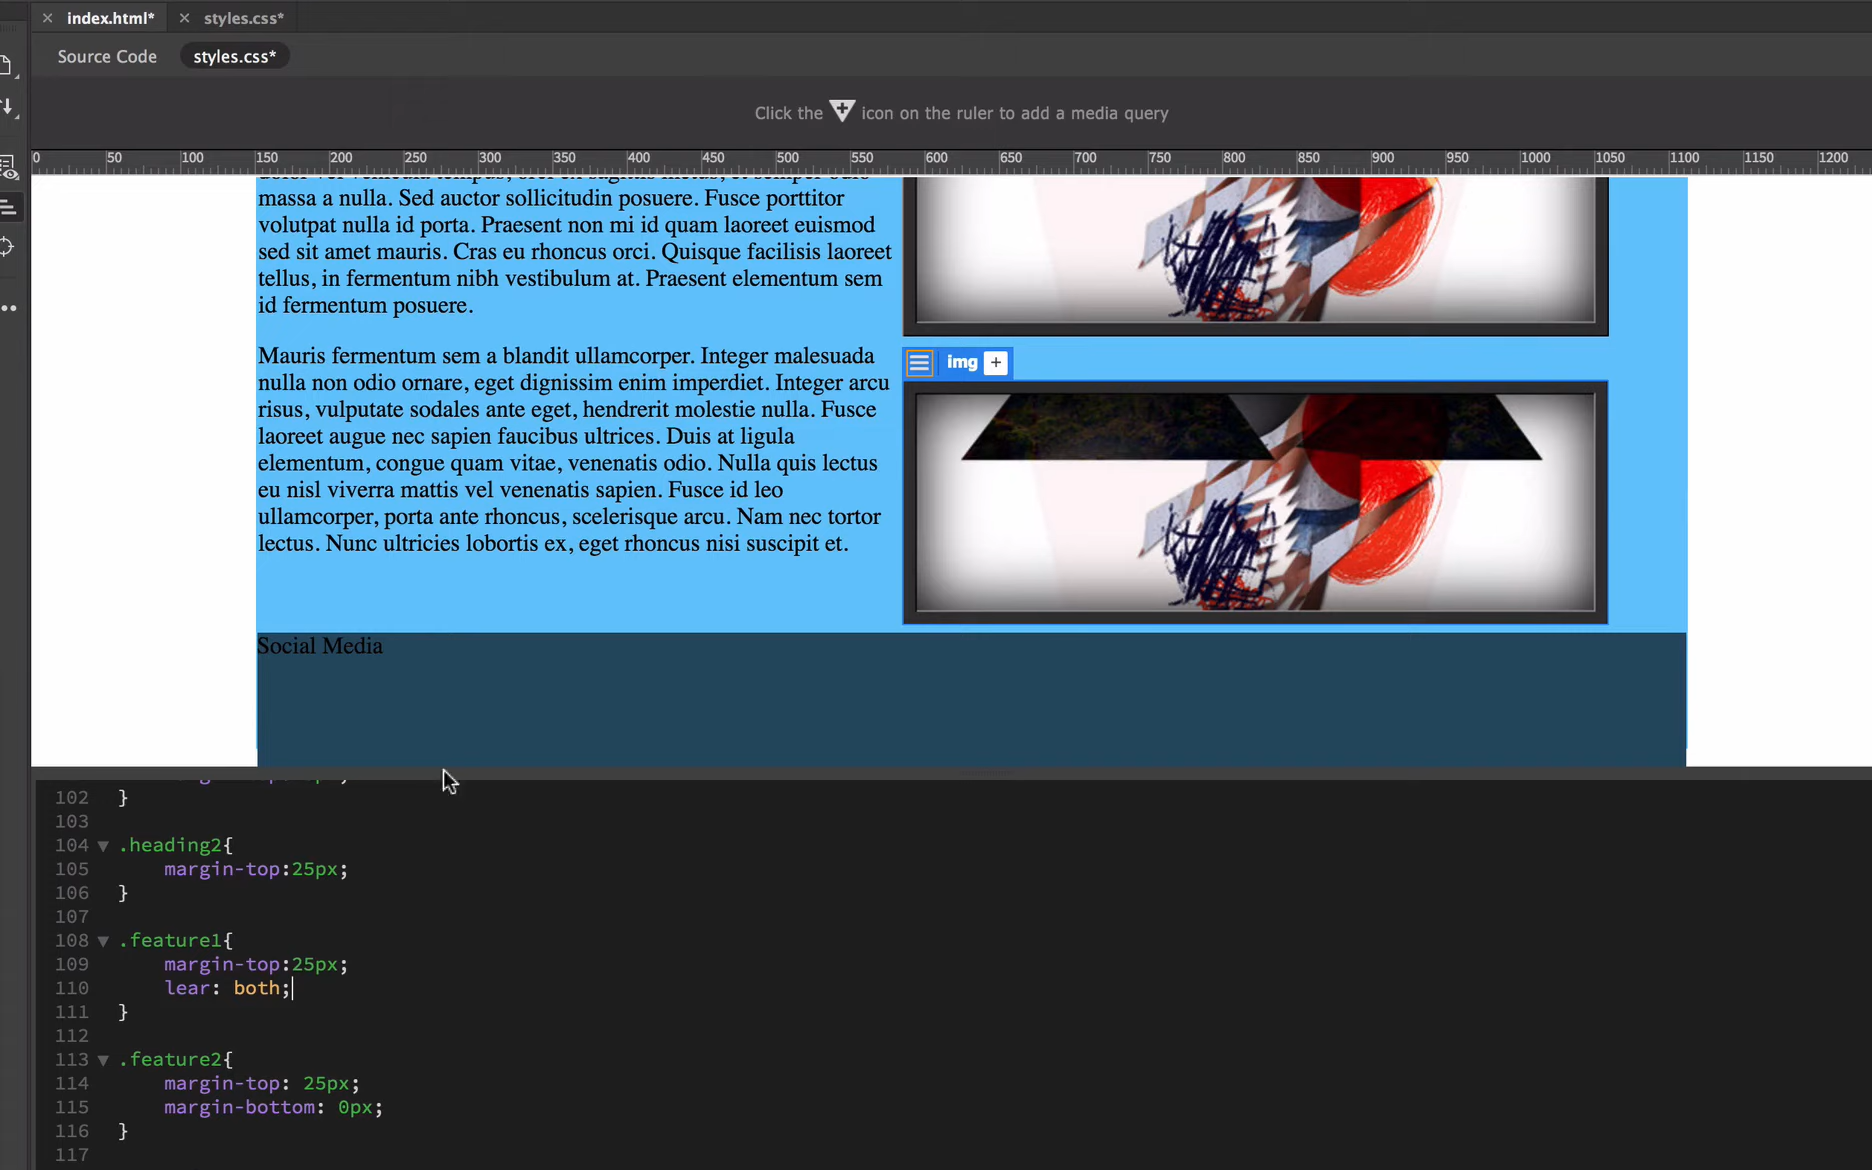 index.html* styles.css*
Source Code styles.css*
Click the icon on the ruler to add a media query
0 50 100 150 200 250 300 350 400 450 500 550 600 650 700 750 800 850 900 950 1000 1050 1100 1150 1200
massa a nulla. Sed auctor sollicitudin posuere. Fusce porttitor
volutpat nulla id porta. Praesent non mi id quam laoreet euismod
sed sit amet mauris. Cras eu rhoncus orci. Quisque facilisis laoreet
tellus, in fermentum nibh vestibulum at. Praesent elementum sem
id fermentum posuere.
Mauris fermentum sem a blandit ullamcorper. Integer malesuada
nulla non odio ornare, eget dignissim enim imperdiet. Integer arcu
risus, vulputate sodales ante eget, hendrerit molestie nulla. Fusce
laoreet augue nec sapien faucibus ultrices. Duis at ligula
elementum, congue quam vitae, venenatis odio. Nulla quis lectus
eu nisl viverra mattis vel venenatis sapien. Fusce id leo
ullamcorper, porta ante rhoncus, scelerisque arcu. Nam nec tortor
lectus. Nunc ultricies lobortis ex, eget rhoncus nisi suscipit et.
img +
Social Media
102 }
103
104 .heading2{
105 margin-top:25px;
106 }
107
108 .feature1{
109 margin-top:25px;
110 lear: both;
111 }
112
113 .feature2{
114 margin-top: 25px;
115 margin-bottom: 0px;
116 }
117